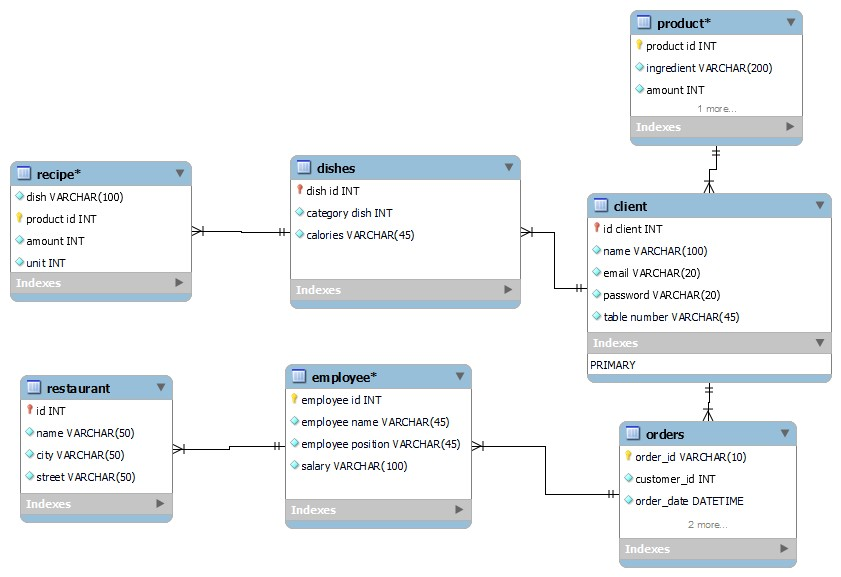 product*
product id INT
ingredient VARCHAR(200)
amount INT
1 more...
Indexes
recipe*
dish VARCHAR(100)
product id INT
amount INT
unit INT
Indexes
dishes
dish id INT
category dish INT
calories VARCHAR(45)
Indexes
client
id client INT
name VARCHAR(100)
email VARCHAR(20)
password VARCHAR(20)
table number VARCHAR(45)
Indexes
PRIMARY
restaurant
id INT
name VARCHAR(50)
city VARCHAR(50)
street VARCHAR(50)
Indexes
employee*
employee id INT
employee name VARCHAR(45)
employee position VARCHAR(45)
salary VARCHAR(100)
Indexes
orders
order_id VARCHAR(10)
customer_id INT
order_date DATETIME
2 more...
Indexes